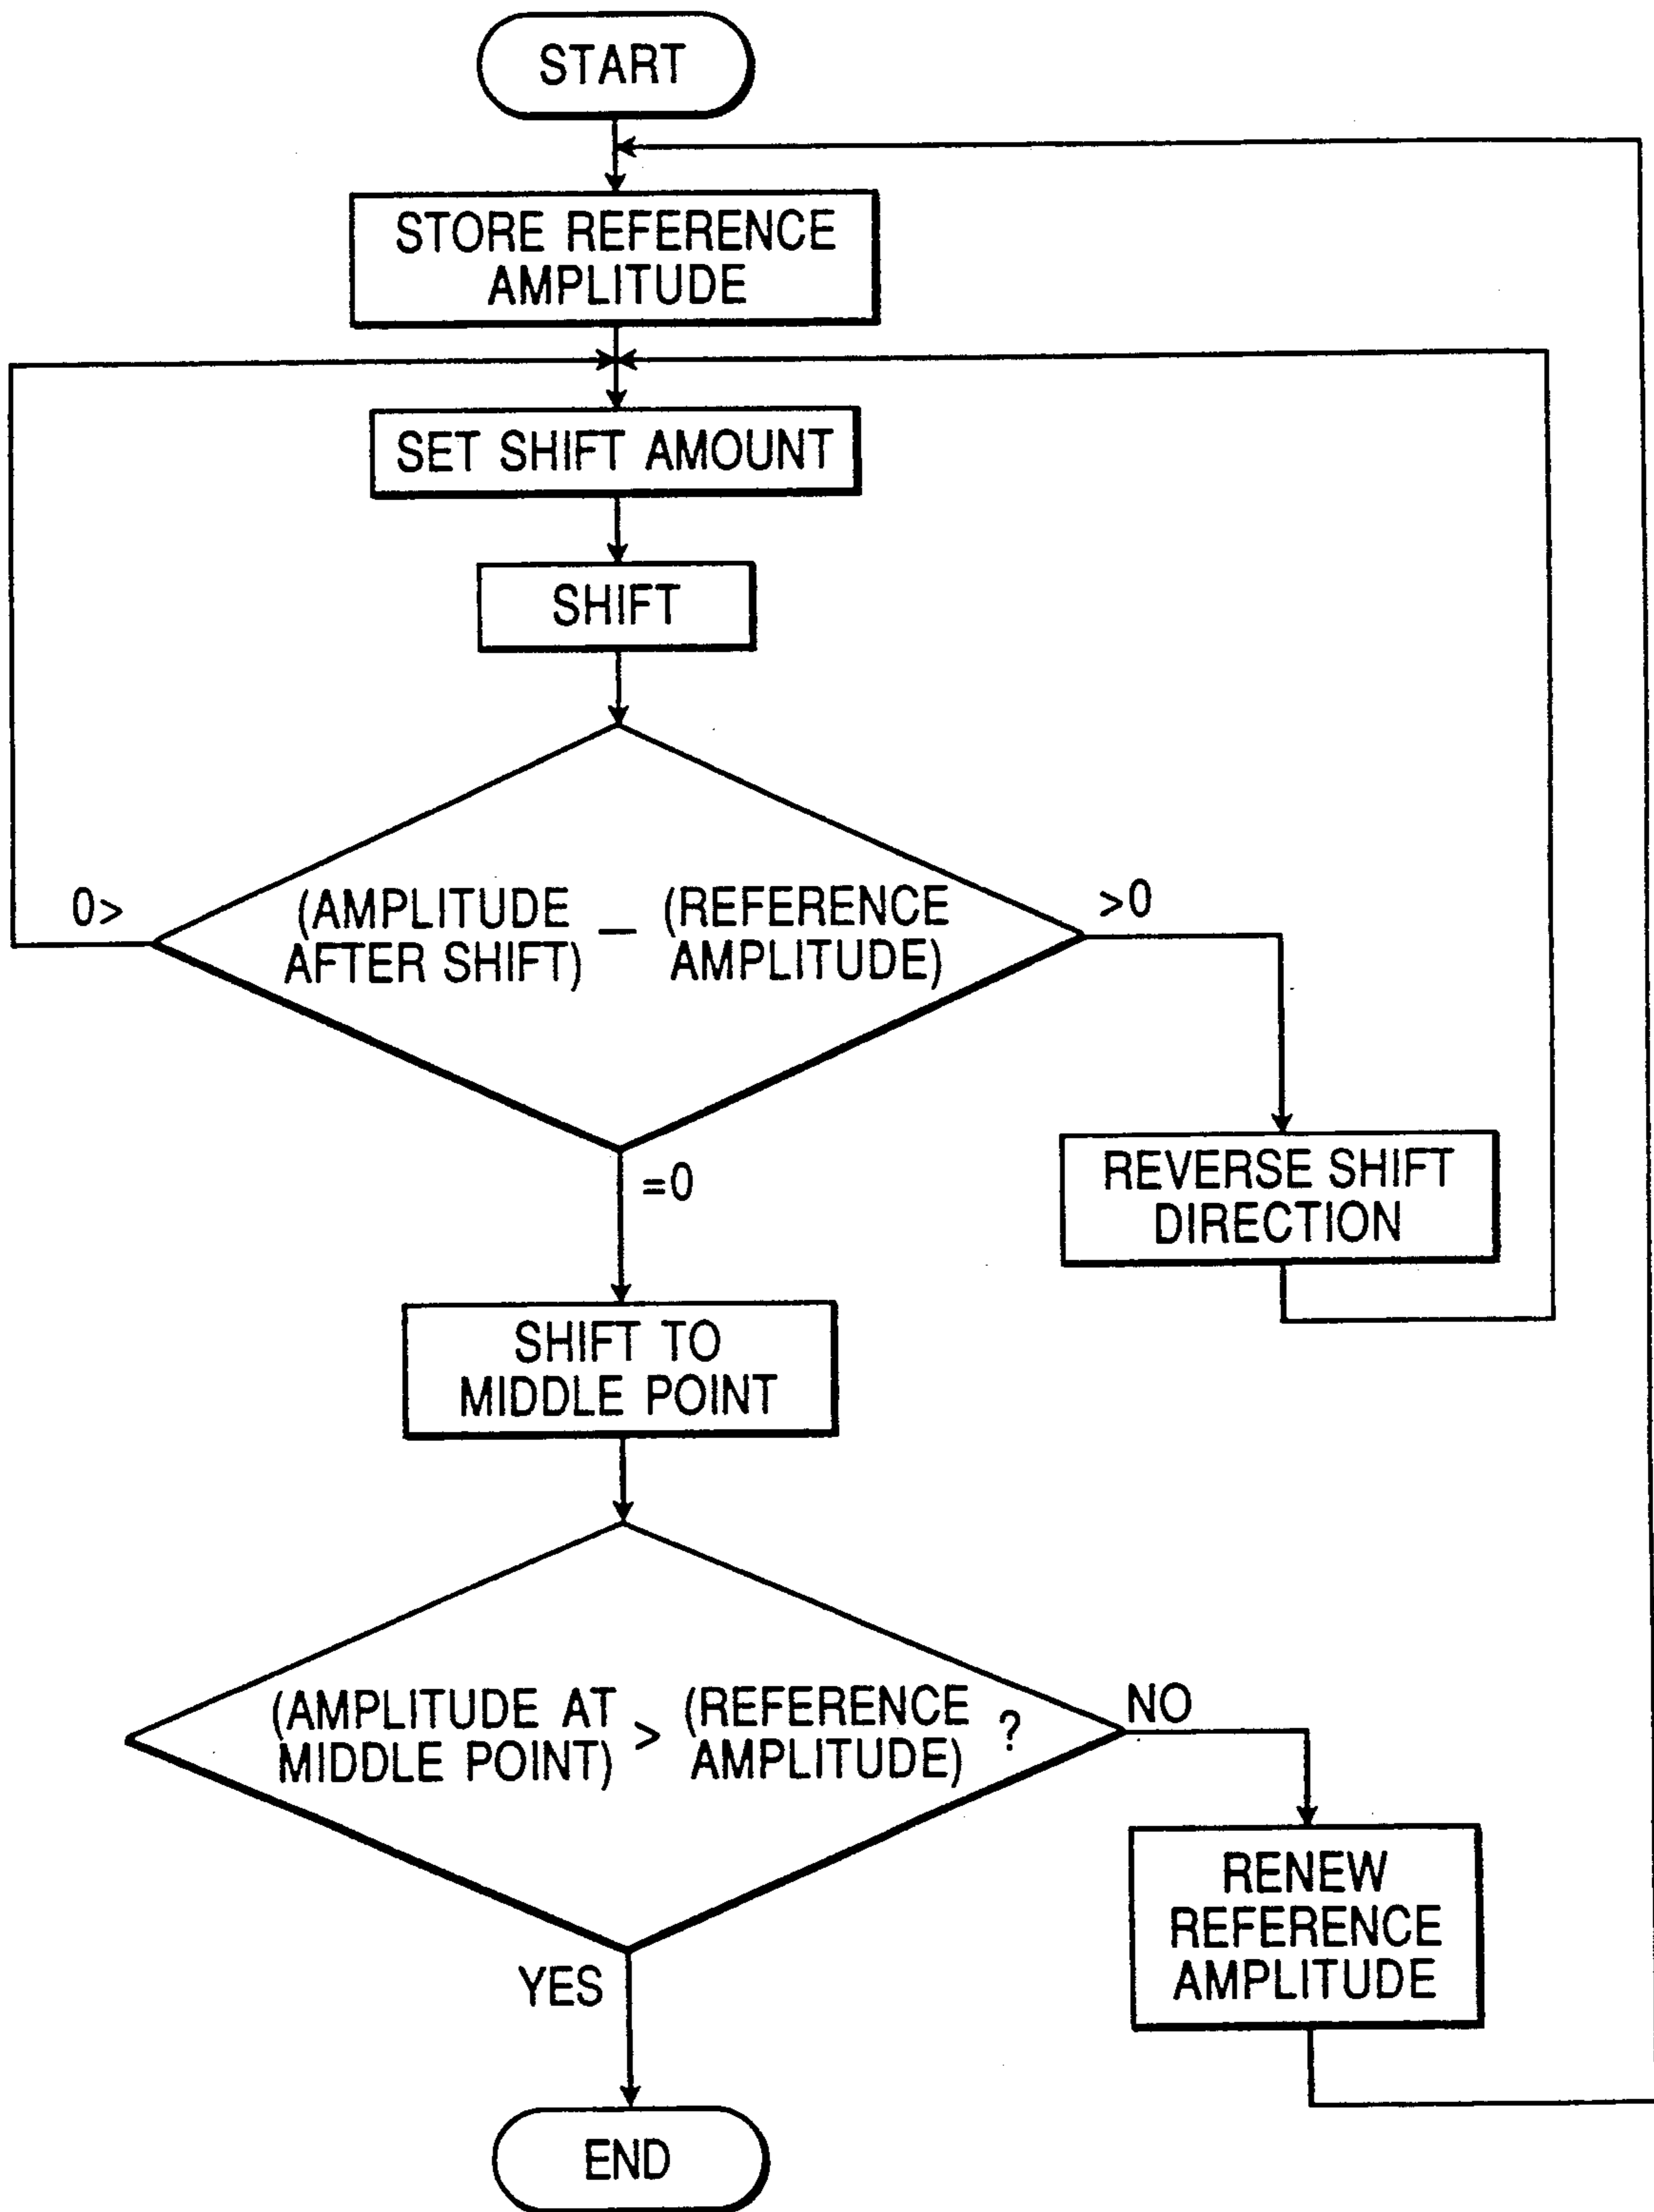 START
STORE REFERENCE
AMPLITUDE
SET SHIFT AMOUNT
SHIFT
0>
(AMPLITUDE
AFTER SHIFT)
—
(REFERENCE
AMPLITUDE)
>0
=0
REVERSE SHIFT
DIRECTION
SHIFT TO
MIDDLE POINT
(AMPLITUDE AT
MIDDLE POINT)
>
(REFERENCE
AMPLITUDE)
?
NO
YES
RENEW
REFERENCE
AMPLITUDE
END